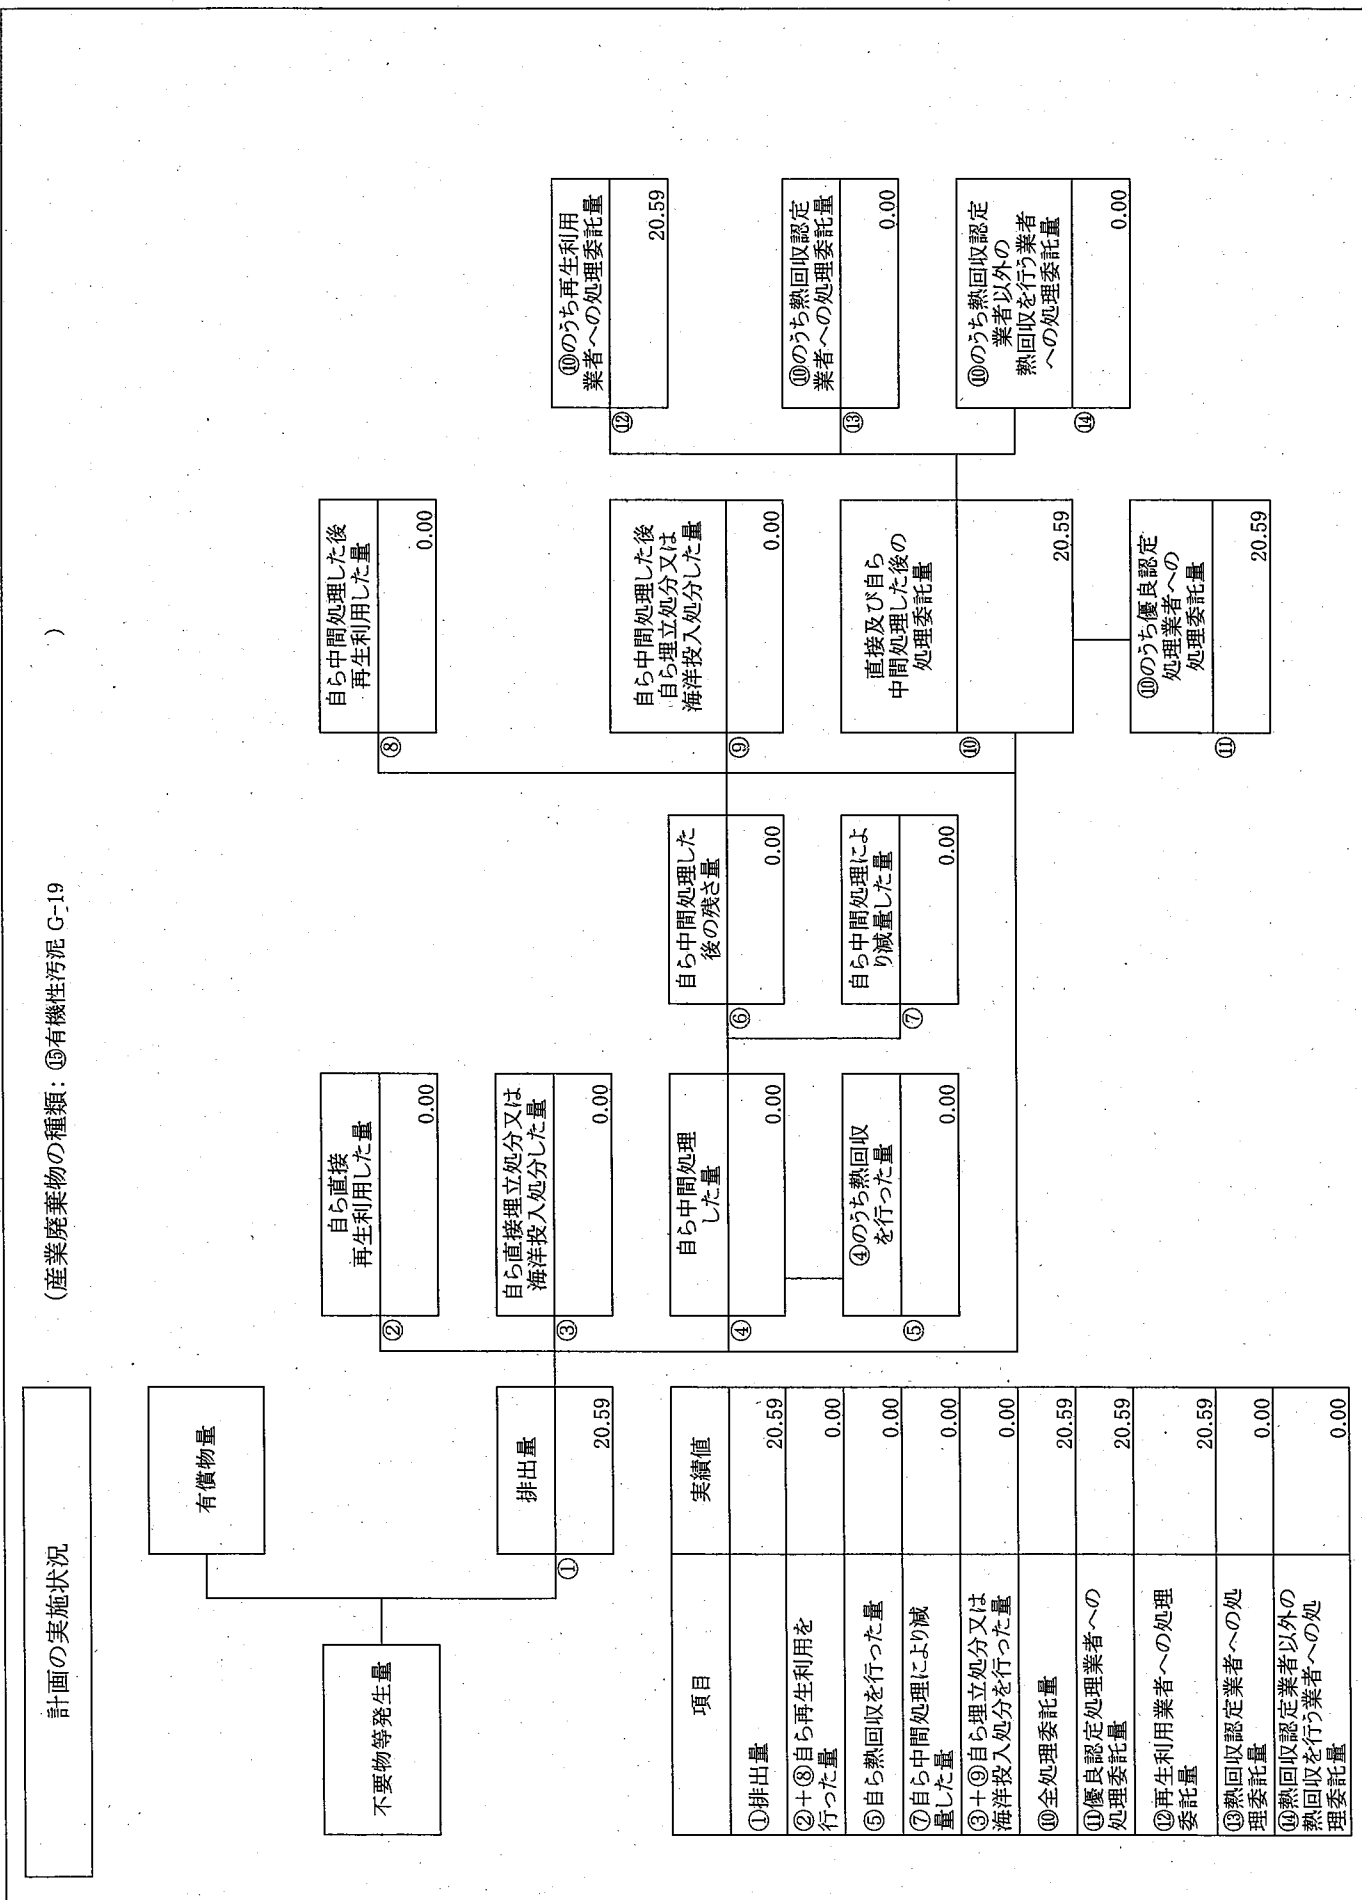 計画の実施状況
(産業廃棄物の種類: ⑮有機性汚泥 G-19
)
不要物等発生量
有償物量
①
排出量
20.59
②
自ら直接
再生利用した量
0.00
③
自ら直接埋立処分又は
海洋投入処分した量
0.00
④
自ら中間処理
した量
0.00
⑤
④のうち熱回収
を行った量
0.00
⑥
自ら中間処理した
後の残さ量
0.00
⑦
自ら中間処理によ
り減量した量
0.00
⑧
自ら中間処理した後
再生利用した量
0.00
⑨
自ら中間処理した後
自ら埋立処分又は
海洋投入処分した量
0.00
⑩
直接及び自ら
中間処理した後の
処理委託量
20.59
⑪
⑩のうち優良認定
処理業者への
処理委託量
20.59
⑫
⑩のうち再生利用
業者への処理委託量
20.59
⑬
⑩のうち熱回収認定
業者への処理委託量
0.00
⑭
⑩のうち熱回収認定
業者以外の
熱回収を行う業者
への処理委託量
0.00
項目
実績値
①排出量
20.59
②+⑧自ら再生利用を
行った量
0.00
⑤自ら熱回収を行った量
0.00
⑦自ら中間処理により減
量した量
0.00
③+⑨自ら埋立処分又は
海洋投入処分を行った量
0.00
⑩全処理委託量
20.59
⑪優良認定処理業者への
処理委託量
20.59
⑫再生利用業者への処理
委託量
20.59
⑬熱回収認定業者への処
理委託量
0.00
⑭熱回収認定業者以外の
熱回収を行う業者への処
理委託量
0.00